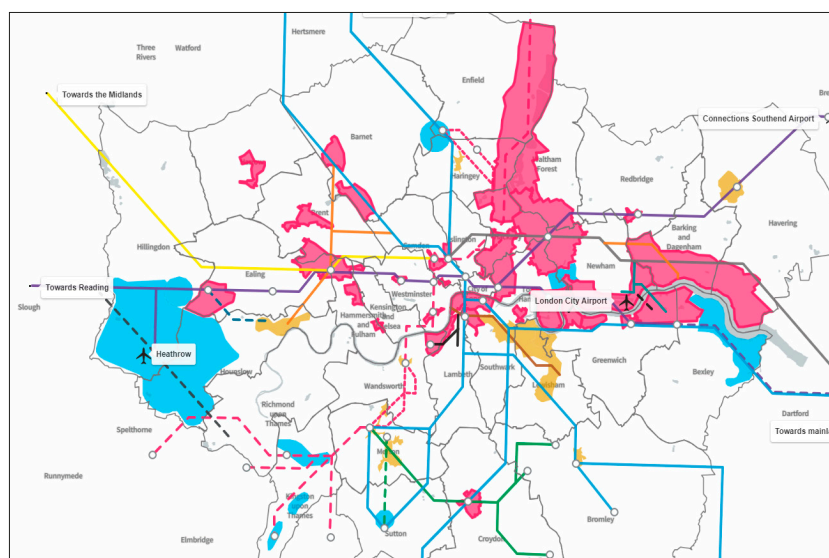 Hertsmere
Three
Rivers
Watford
Enfield
Towards the Midlands
Connections Southend Airport
Barnet
Haringey
Waltham
Forest
Redbridge
Brent
Havering
Barking
and
Dagenham
Hillingdon
Camden
Islington
Ealing
Newham
Towards Reading
Slough
Westminster
City of
London City Airport
Kensington
and
Chelsea
Hammersmith
and Fulham
Heathrow
Hounslow
Greenwich
Southwark
Lambeth
Wandsworth
Lewisham
Bexley
Richmond
upon
Thames
Dartford
Spelthorne
Towards mainla
Merton
Runnymede
Kingston
upon
Thames
Bromley
Elmbridge
Sutton
Croydon